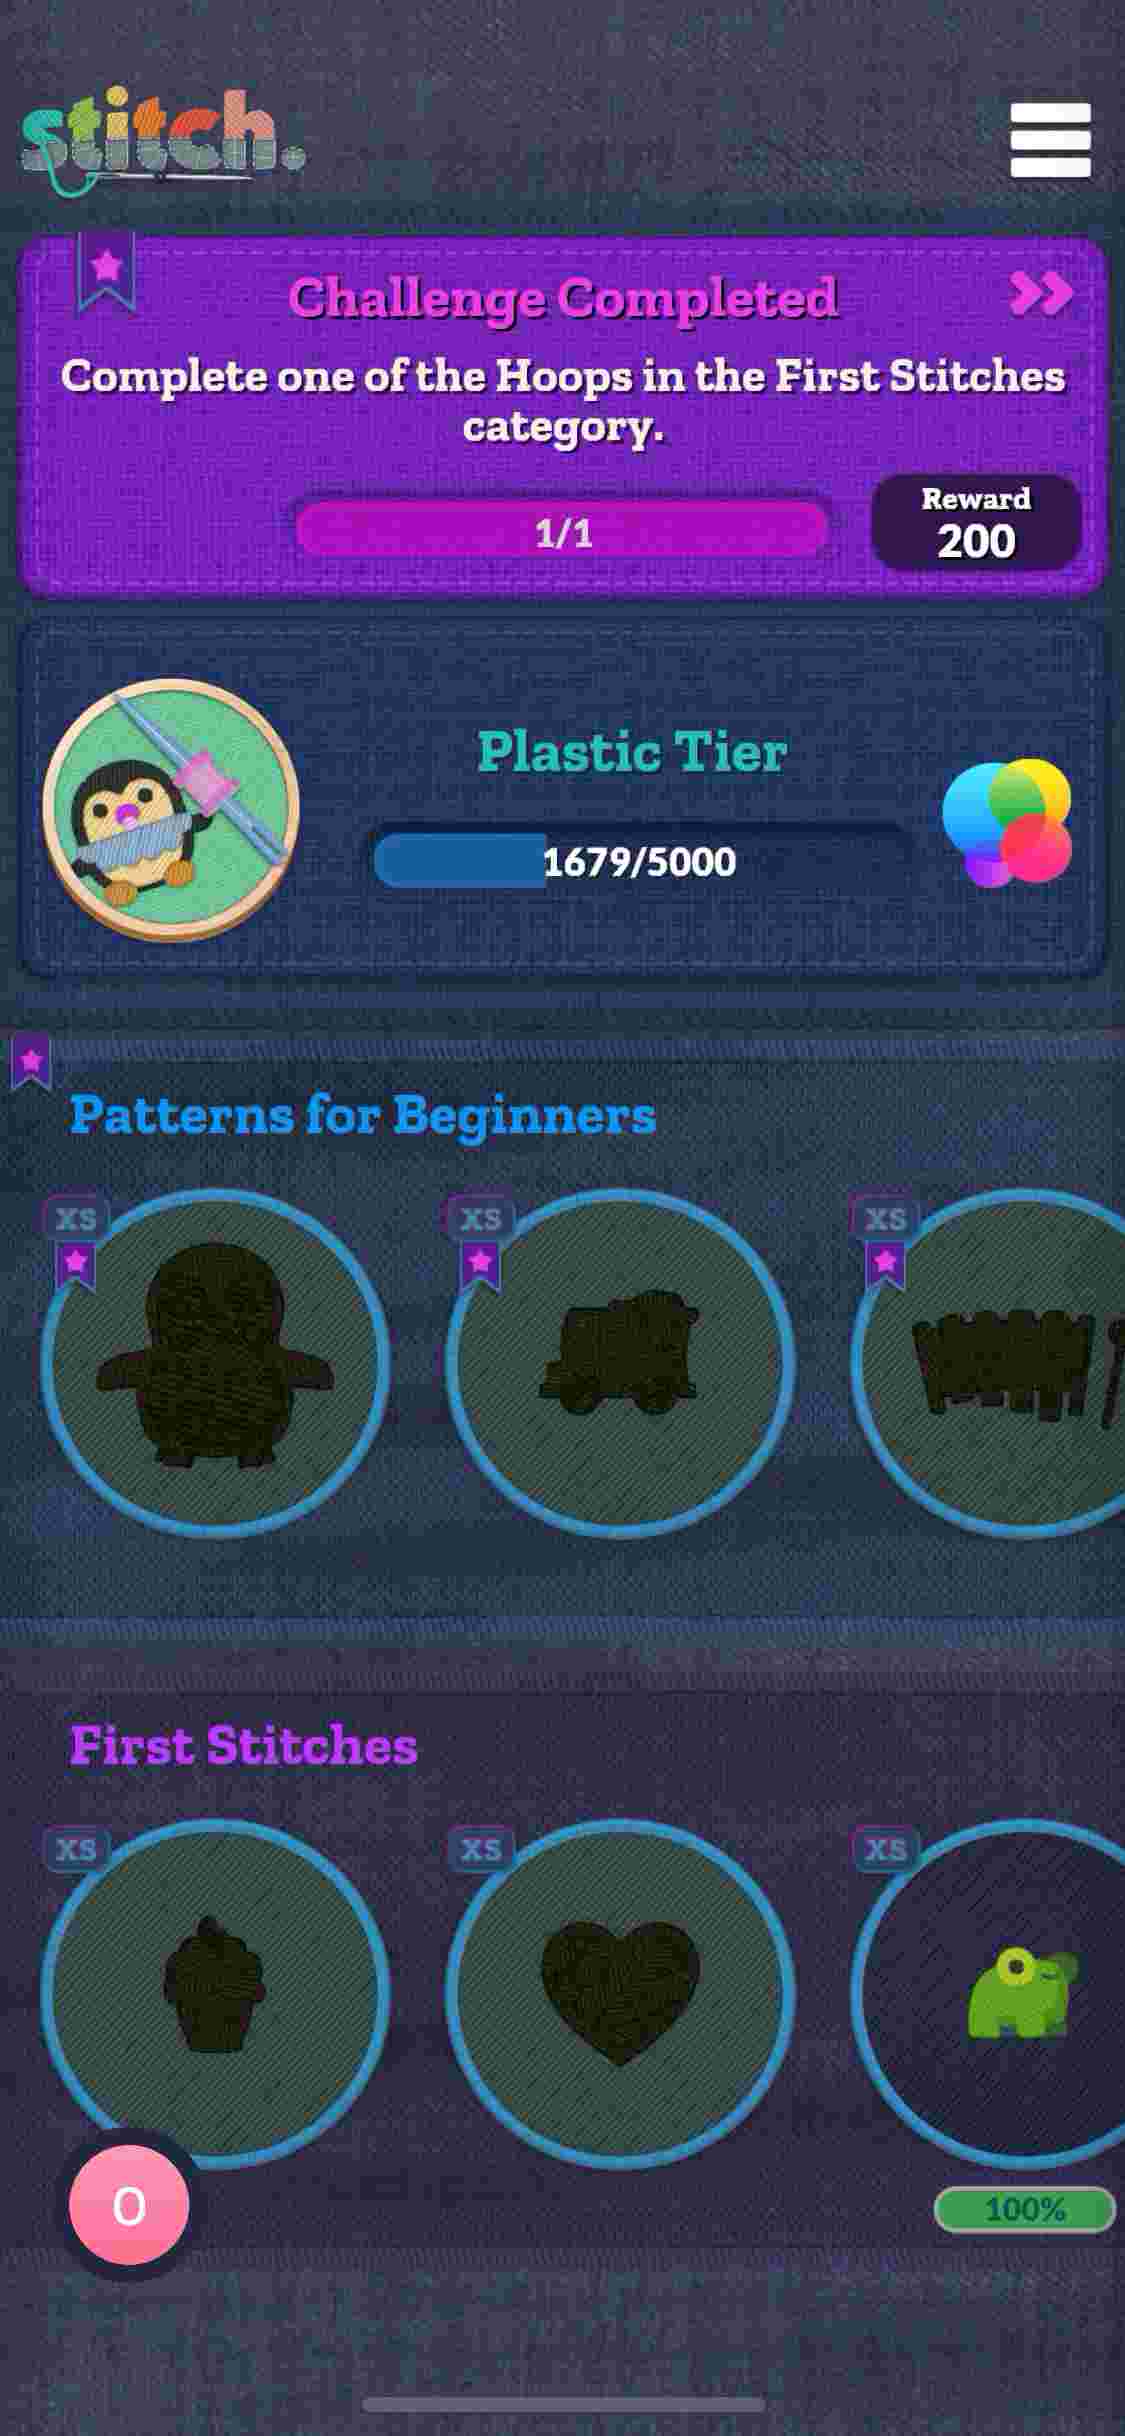 stitch.
Challenge Completed
Complete one of the Hoops in the First Stitches
category.
1/1
Reward
200
Plastic Tier
1679/5000
Patterns for Beginners
XS
XS
XS
First Stitches
XS
XS
XS
0
100%